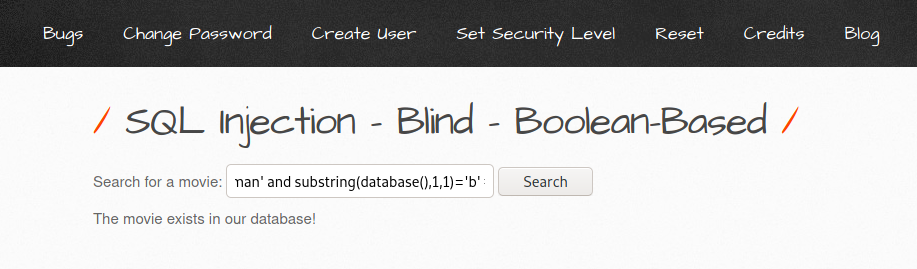 Bugs Change Password Create User Set Security Level Reset Credits Blog
/ SQL Injection - Blind - Boolean-Based /
Search for a movie: man' and substring(database(),1,1)='b' Search
The movie exists in our database!